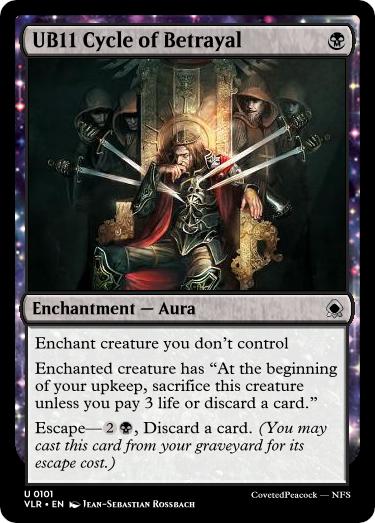 UB11 Cycle of Betrayal
Enchantment — Aura
Enchant creature you don’t control
Enchanted creature has “At the beginning
of your upkeep, sacrifice this creature
unless you pay 3 life or discard a card.”
Escape—2, Discard a card. (You may
cast this card from your graveyard for its
escape cost.)
U 0101
VLR • EN Jean-Sebastian Rossbach
CovetedPeacock — NFS